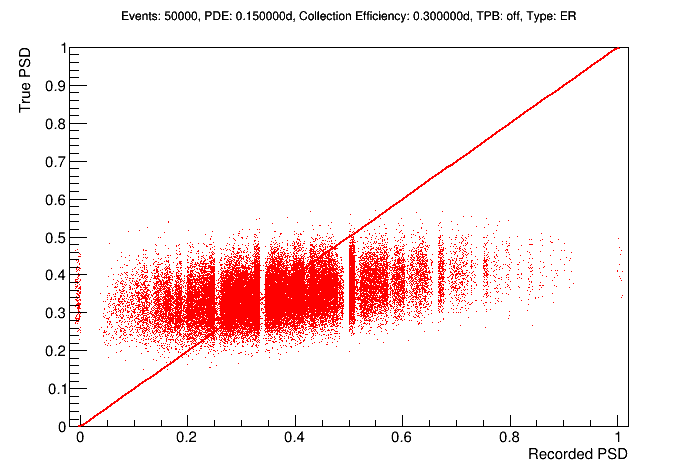 Events: 50000, PDE: 0.150000d, Collection Efficiency: 0.300000d, TPB: off, Type: ER
True PSD
1
0.9
0.8
0.7
0.6
0.5
0.4
0.3
0.2
0.1
0
0 0.2 0.4 0.6 0.8 1
Recorded PSD